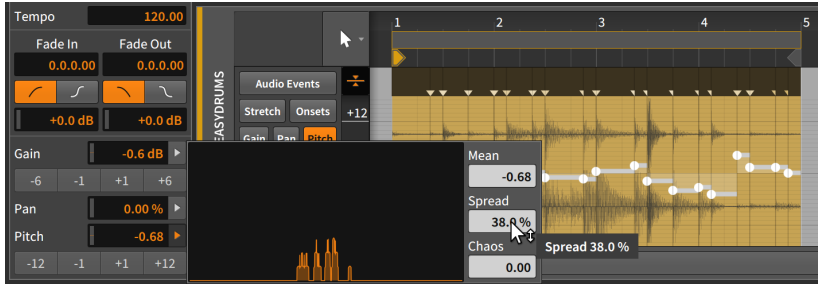 Tempo 120.00
Fade In Fade Out
0.0.0.00 0.0.0.00
+0.0 dB +0.0 dB
Gain -0.6 dB
-6 -1 +1 +6
Pan 0.00 %
Pitch -0.68
-12 -1 +1 +12
EASYDRUMS
1 2 3 4 5
Audio Events
Stretch Onsets +12
Gain Pan Pitch
Mean
-0.68
Spread
38.0 %
Spread 38.0 %
Chaos
0.00